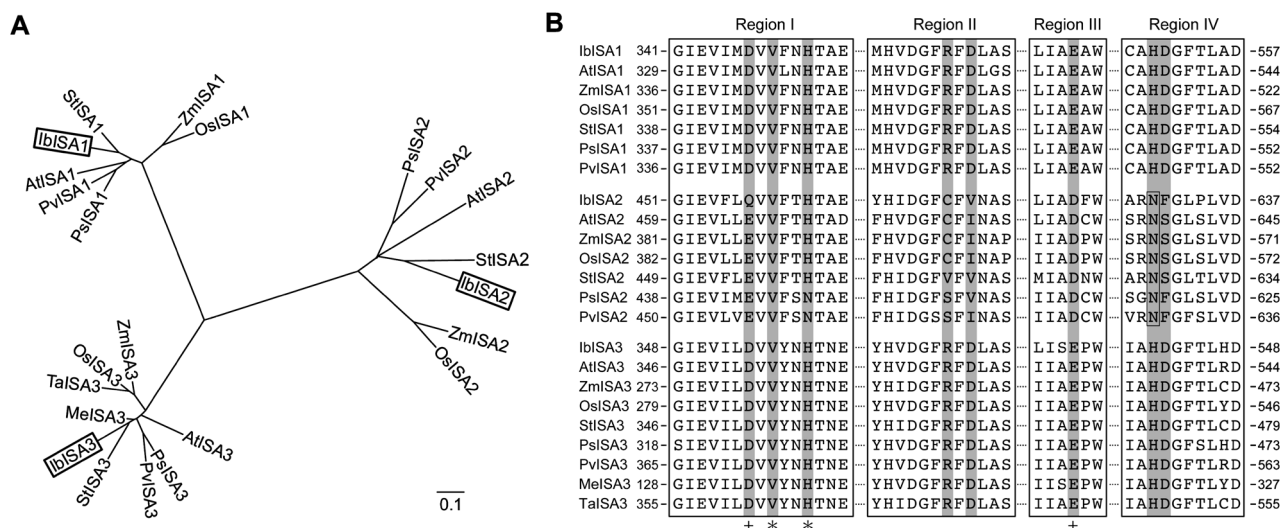 A
StISA1
ZmISA1
OsISA1
IbISA1
AtISA1
PvISA1
PsISA1
PsISA2
PvISA2
AtISA2
StISA2
IbISA2
ZmISA2
OsISA2
ZmISA3
OsISA3
TaISA3
MeISA3
IbISA3
StISA3
PvISA3
PsISA3
AtISA3
0.1
B
Region I Region II Region III Region IV
IbISA1 341- GIEVIMDVVFNHTAE ┈ MHVDGFRFDLAS ┈ LIAEAW ┈ CAHDGFTLAD -557
AtISA1 329- GIEVIMDVVLNHTAE ┈ MHVDGFRFDLGS ┈ LIAEAW ┈ CAHDGFTLAD -544
ZmISA1 336- GIEVIMDVVFNHTAE ┈ MHVDGFRFDLAS ┈ LIAEAW ┈ CAHDGFTLAD -522
OsISA1 351- GIEVIMDVVFNHTAE ┈ MHVDGFRFDLAS ┈ LIAEAW ┈ CAHDGFTLAD -567
StISA1 338- GIEVIMDVVFNHTAE ┈ MHVDGFRFDLAS ┈ LIAEAW ┈ CAHDGFTLAD -554
PsISA1 337- GIEVIMDVVFNHTAE ┈ MHVDGFRFDLAS ┈ LIAEAW ┈ CAHDGFTLAD -552
PvISA1 336- GIEVIMDVVFNHTAE ┈ MHVDGFRFDLAS ┈ LIAEAW ┈ CAHDGFTLAD -552
IbISA2 451- GIEVFLQVVFTHTAE ┈ YHIDGFCFVNAS ┈ LIADFW ┈ ARNFGLPLVD -637
AtISA2 459- GIEVLLEVVFTHTAD ┈ FHVDGFCFINAS ┈ LIADPW ┈ ARNSGLSLVD -645
ZmISA2 381- GIEVLLEVVFTHTAE ┈ FHVDGFCFINAP ┈ IIADPW ┈ SRNSGLSLVD -571
OsISA2 382- GIEVLLEVVFTHTAE ┈ FHVDGFCFINAP ┈ LIADPW ┈ SRNSGLSLVD -572
StISA2 449- GIEVFLEVVFTHTAE ┈ FHIDGFVFVNAS ┈ MIADNW ┈ ARNSGLTLVD -634
PsISA2 438- GIEVIMEVVFSNTAE ┈ FHIDGFSFVNAS ┈ IIADCW ┈ SGNFGLSLVD -625
PvISA2 450- GIEVLVEVVFSNTAE ┈ FHIDGSSFINAS ┈ IIADCW ┈ VRNFGFSLVD -636
IbISA3 348- GIEVILDVVYNHTNE ┈ YHVDGFRFDLAS ┈ LISEPW ┈ IAHDGFTLHD -548
AtISA3 346- GIEVILDVVYNHTNE ┈ YHVDGFRFDLAS ┈ IIAEPW ┈ IAHDGFTLRD -544
ZmISA3 273- GIEVILDVVYNHTNE ┈ YHIDGFRFDLAS ┈ IIAEPW ┈ IAHDGFTLYD -473
OsISA3 279- GIEVILDVVYNHTNE ┈ YHVDGFRFDLAS ┈ IIAEPW ┈ IAHDGFTLYD -546
StISA3 346- GIEVILDVVYNHTNE ┈ YHVDGFRFDLAS ┈ IIAEPW ┈ IAHDGFTLCD -479
PsISA3 318- SIEVILDVVYNHTNE ┈ YHVDGFRFDLAS ┈ IIAEPW ┈ IAHDGFSLHD -473
PvISA3 365- GIEVILDVVYNHTNE ┈ YHVDGFRFDLAS ┈ IIAEPW ┈ IAHDGFTLRD -563
MeISA3 128- GIEVILDVVYNHTNE ┈ YHVDGFRFDLAS ┈ IISEPW ┈ IAHDGFTLYD -327
TaISA3 355- GIEVILDVVYNHTNE ┈ YHIDGFRFDLAS ┈ IIAEPW ┈ IAHDGFTLCD -555
+ * * +